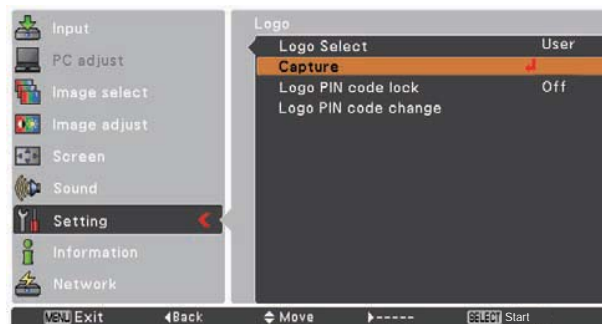 Input
PC adjust
Image select
Image adjust
Screen
Sound
Setting
Information
Network
Logo
Logo Select User
Capture
Logo PIN code lock Off
Logo PIN code change
MENU Exit Back Move ----- SELECT Start